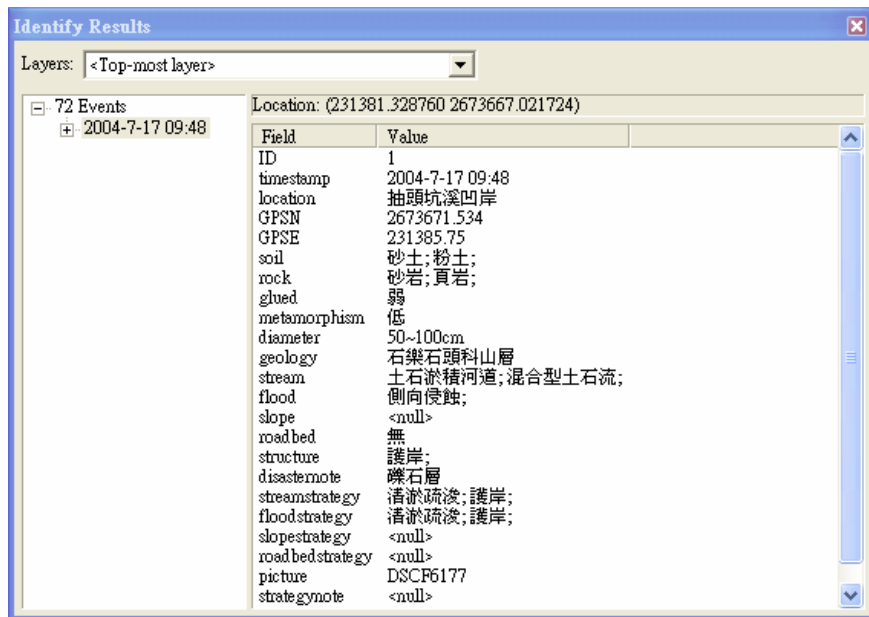 Identify Results
Layers: <Top-most layer>
72 Events
2004-7-17 09:48
Location: (231381.328760 2673667.021724)
Field Value
ID 1
timestamp 2004-7-17 09:48
location 抽頭坑溪凹岸
GPSN 2673671.534
GPSE 231385.75
soil 砂土;粉土;
rock 砂岩;頁岩;
glued 弱
metamorphism 低
diameter 50~100cm
geology 石樂石頭科山層
stream 土石淤積河道;混合型土石流;
flood 側向侵蝕;
slope <null>
roadbed 無
structure 護岸;
disasternote 礫石層
streamstrategy 清淤疏浚;護岸;
floodstrategy 清淤疏浚;護岸;
slopestrategy <null>
roadbedstrategy <null>
picture DSCF6177
strategynote <null>